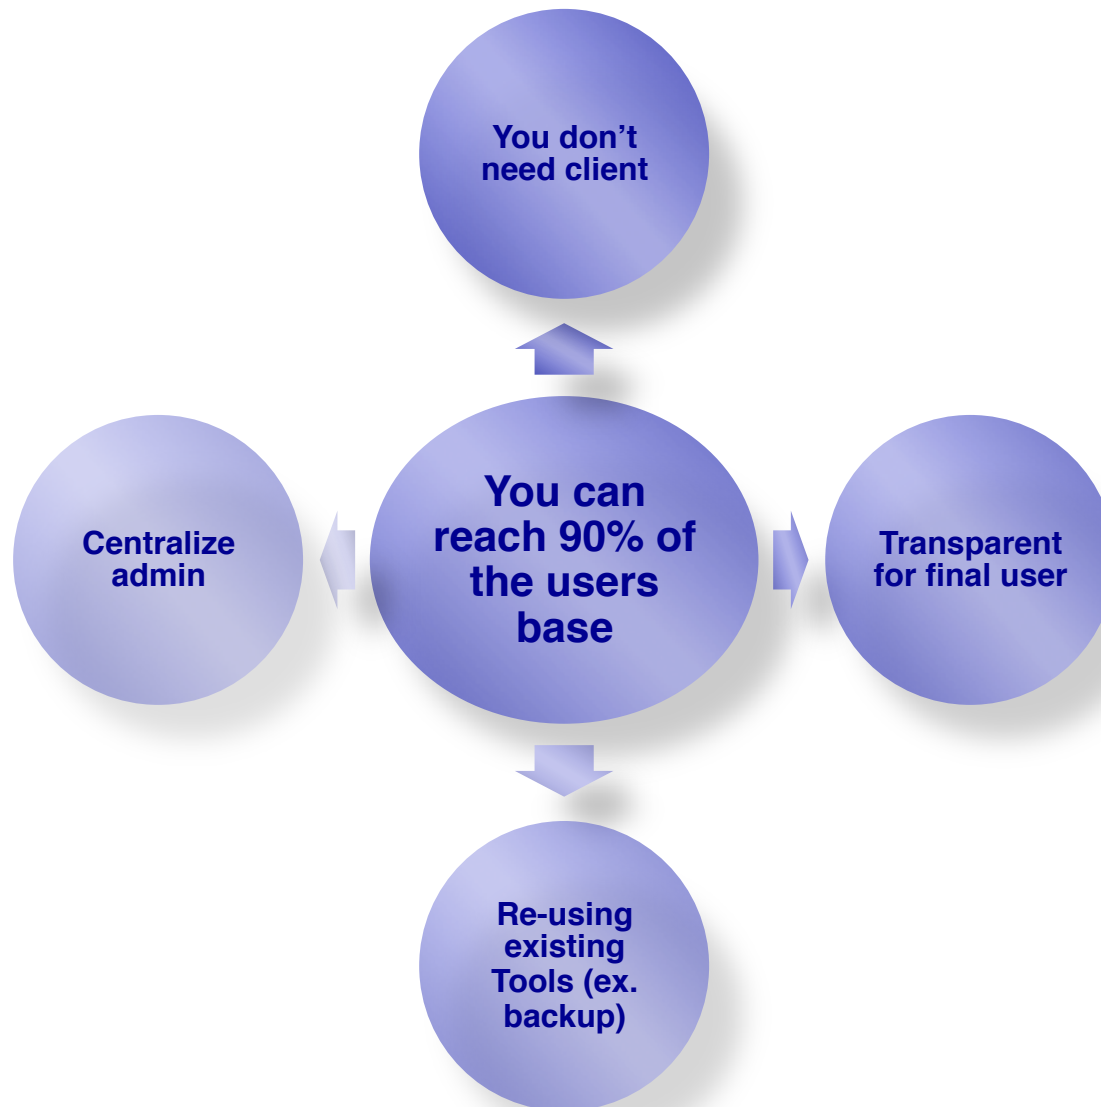 You don’t
need client
Centralize
admin
You can
reach 90% of
the users
base
Transparent
for final user
Re-using
existing
Tools (ex.
backup)